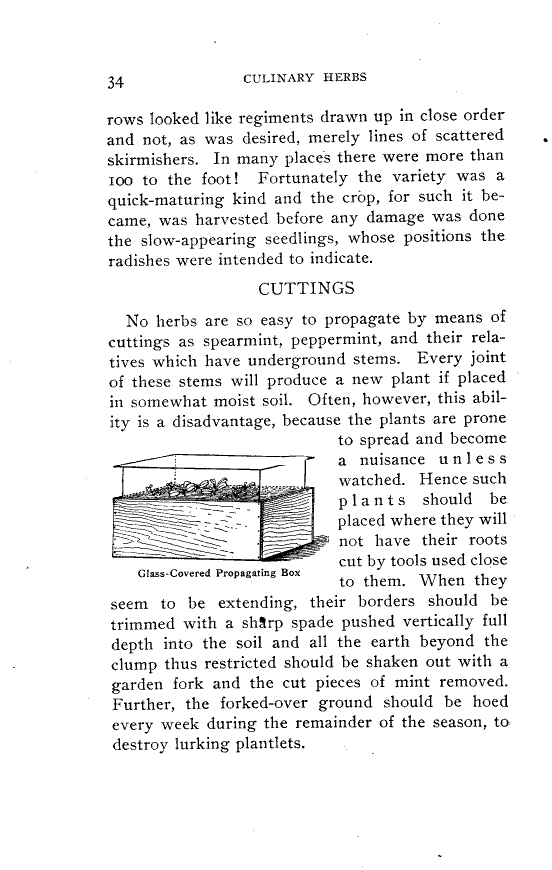 34
CULINARY HERBS
rows looked like regiments drawn up in close order
and not, as was desired, merely lines of scattered
skirmishers. In many places there were more than
100 to the foot! Fortunately the variety was a
quick-maturing kind and the crop, for such it be-
came, was harvested before any damage was done
the slow-appearing seedlings, whose positions the
radishes were intended to indicate.
CUTTINGS
No herbs are so easy to propagate by means of
cuttings as spearmint, peppermint, and their rela-
tives which have underground stems. Every joint
of these stems will produce a new plant if placed
in somewhat moist soil. Often, however, this abil-
ity is a disadvantage, because the plants are prone
to spread and become
a nuisance unless
watched. Hence such
plants should be
placed where they will
not have their roots
cut by tools used close
to them. When they
Glass-Covered Propagating Box
seem to be extending, their borders should be
trimmed with a sharp spade pushed vertically full
depth into the soil and all the earth beyond the
clump thus restricted should be shaken out with a
garden fork and the cut pieces of mint removed.
Further, the forked-over ground should be hoed
every week during the remainder of the season, to
destroy lurking plantlets.